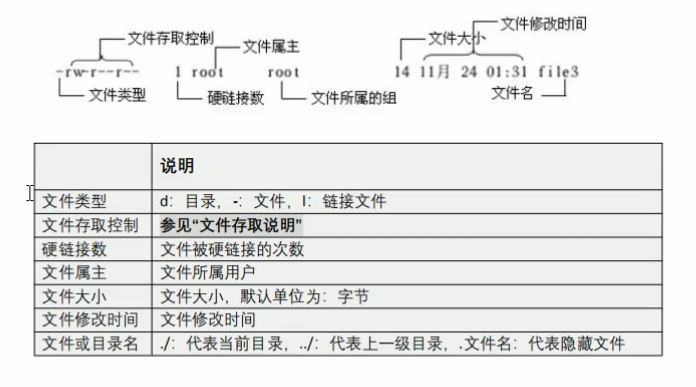 文件修改时间
文件存取控制 文件属主 文件大小
-rw-r--r-- 1 root root 14 11月 24 01:31 file3
文件类型 硬链接数 文件所属的组 文件名
说明
文件类型 d：目录，-：文件，l：链接文件
文件存取控制 参见“文件存取说明”
硬链接数 文件被硬链接的次数
文件属主 文件所属用户
文件大小 文件大小，默认单位为：字节
文件修改时间 文件修改时间
文件或目录名 ./：代表当前目录，../：代表上一级目录，.文件名：代表隐藏文件